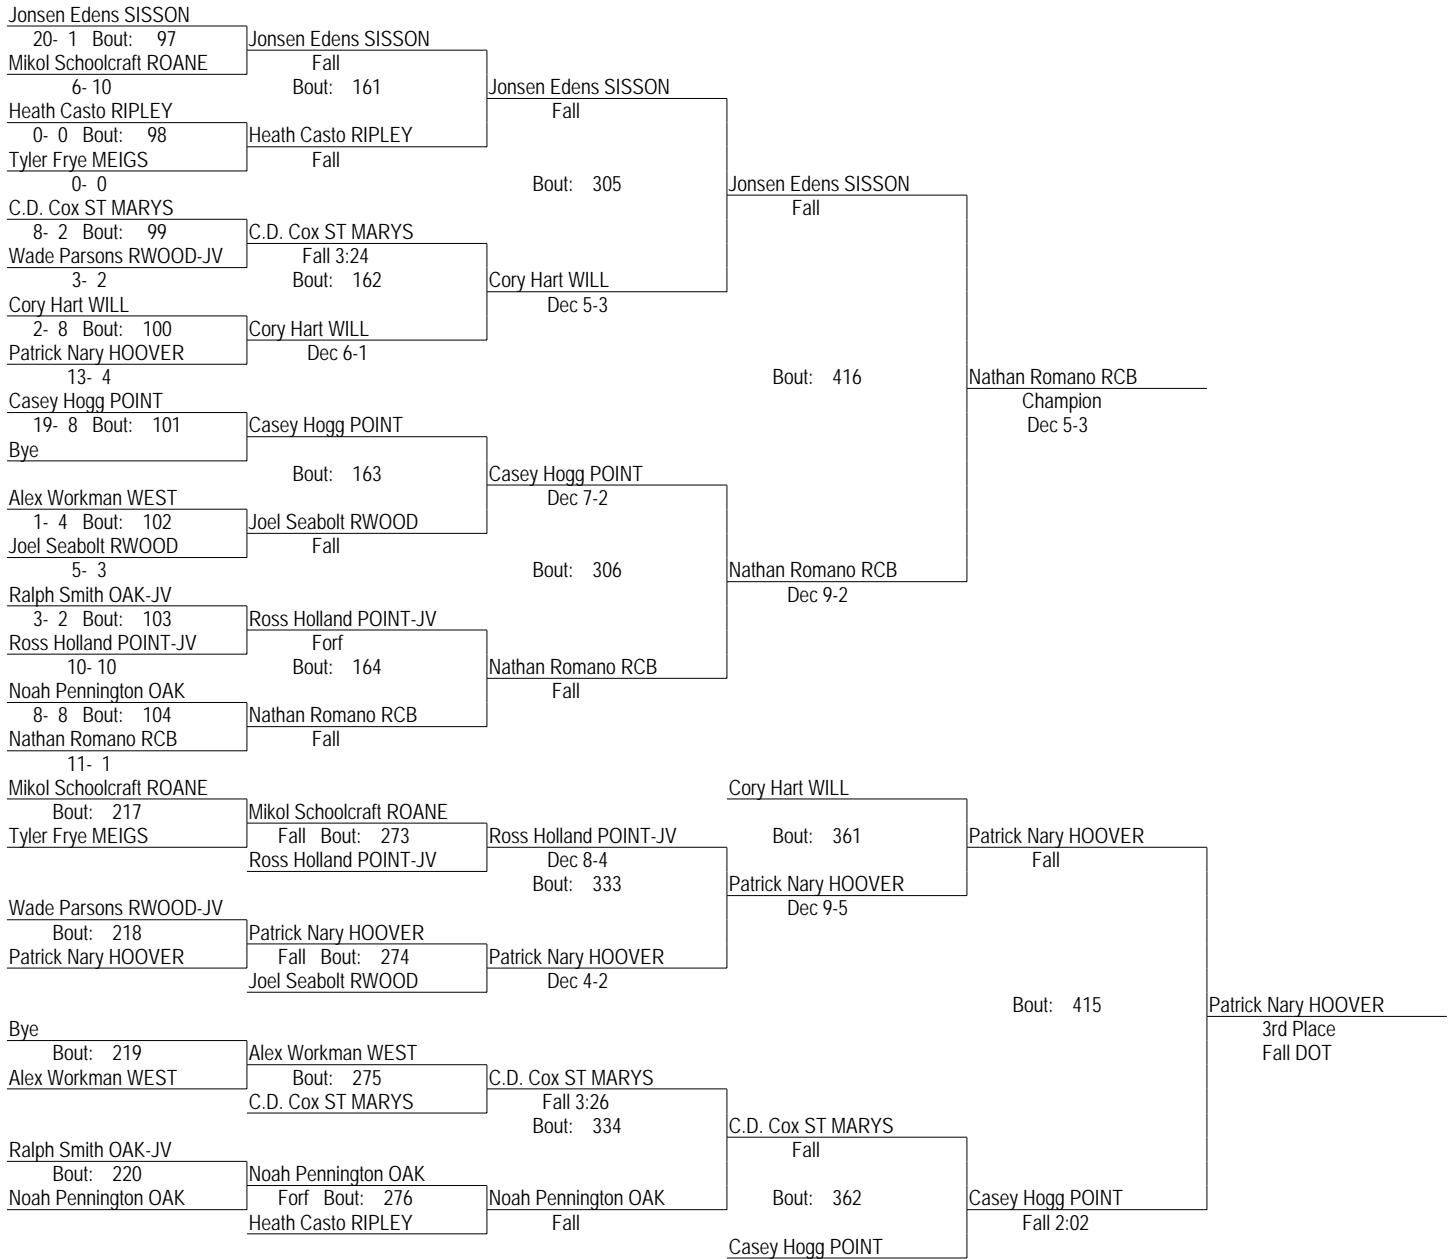 Jonsen Edens SISSON
20- 1 Bout: 97
Jonsen Edens SISSON
Mikol Schoolcraft ROANE
Fall
6- 10
Bout: 161
Jonsen Edens SISSON
Heath Casto RIPLEY
Fall
0- 0 Bout: 98
Heath Casto RIPLEY
Tyler Frye MEIGS
Fall
0- 0
Bout: 305
Jonsen Edens SISSON
C.D. Cox ST MARYS
Fall
8- 2 Bout: 99
C.D. Cox ST MARYS
Wade Parsons RWOOD-JV
Fall 3:24
3- 2
Bout: 162
Cory Hart WILL
Cory Hart WILL
Dec 5-3
2- 8 Bout: 100
Cory Hart WILL
Patrick Nary HOOVER
Dec 6-1
13- 4
Bout: 416
Nathan Romano RCB
Casey Hogg POINT
Champion
19- 8 Bout: 101
Casey Hogg POINT
Dec 5-3
Bye
Bout: 163
Casey Hogg POINT
Alex Workman WEST
Dec 7-2
1- 4 Bout: 102
Joel Seabolt RWOOD
Joel Seabolt RWOOD
Fall
5- 3
Bout: 306
Nathan Romano RCB
Ralph Smith OAK-JV
Dec 9-2
3- 2 Bout: 103
Ross Holland POINT-JV
Ross Holland POINT-JV
Forf
10- 10
Bout: 164
Nathan Romano RCB
Noah Pennington OAK
Fall
8- 8 Bout: 104
Nathan Romano RCB
Nathan Romano RCB
Fall
11- 1
Mikol Schoolcraft ROANE
Cory Hart WILL
Bout: 217
Mikol Schoolcraft ROANE
Tyler Frye MEIGS
Fall Bout: 273
Ross Holland POINT-JV
Bout: 361
Patrick Nary HOOVER
Ross Holland POINT-JV
Dec 8-4
Fall
Bout: 333
Patrick Nary HOOVER
Wade Parsons RWOOD-JV
Dec 9-5
Bout: 218
Patrick Nary HOOVER
Patrick Nary HOOVER
Fall Bout: 274
Patrick Nary HOOVER
Joel Seabolt RWOOD
Dec 4-2
Bout: 415
Patrick Nary HOOVER
Bye
3rd Place
Bout: 219
Alex Workman WEST
Fall DOT
Alex Workman WEST
Bout: 275
C.D. Cox ST MARYS
C.D. Cox ST MARYS
Fall 3:26
Bout: 334
C.D. Cox ST MARYS
Ralph Smith OAK-JV
Fall
Bout: 220
Noah Pennington OAK
Noah Pennington OAK
Forf Bout: 276
Noah Pennington OAK
Bout: 362
Casey Hogg POINT
Heath Casto RIPLEY
Fall
Fall 2:02
Casey Hogg POINT